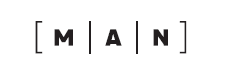 [ M | A | N ]